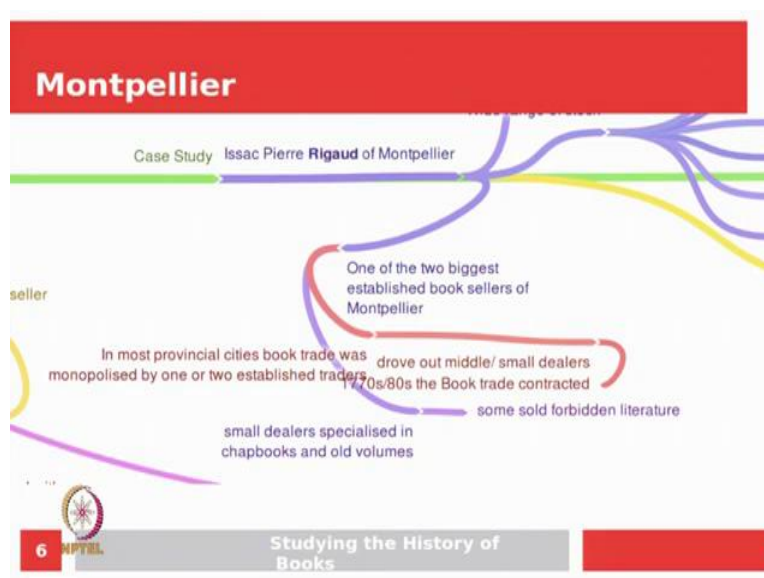 Montpellier
Case Study
Issac Pierre Rigaud of Montpellier
One of the two biggest
established book sellers of
Montpellier
seller
In most provincial cities book trade was
monopolised by one or two established traders
drove out middle/ small dealers
1770s/80s the Book trade contracted
some sold forbidden literature
small dealers specialised in
chapbooks and old volumes
6
NPTEL
Studying the History of
Books